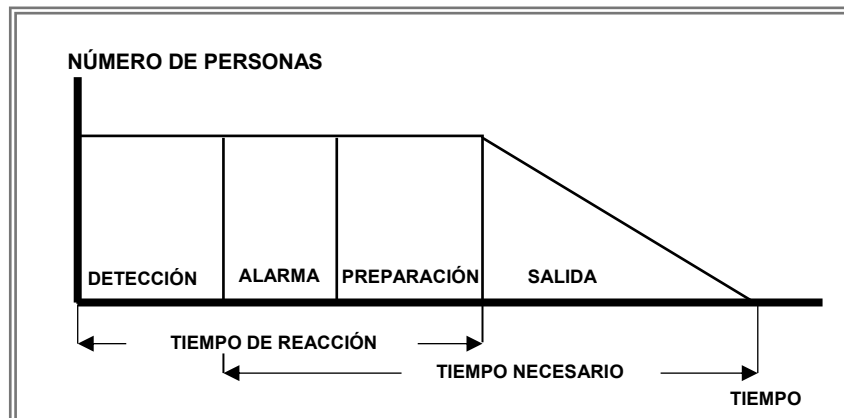 NÚMERO DE PERSONAS
DETECCIÓN ALARMA PREPARACIÓN SALIDA
TIEMPO DE REACCIÓN
TIEMPO NECESARIO
TIEMPO